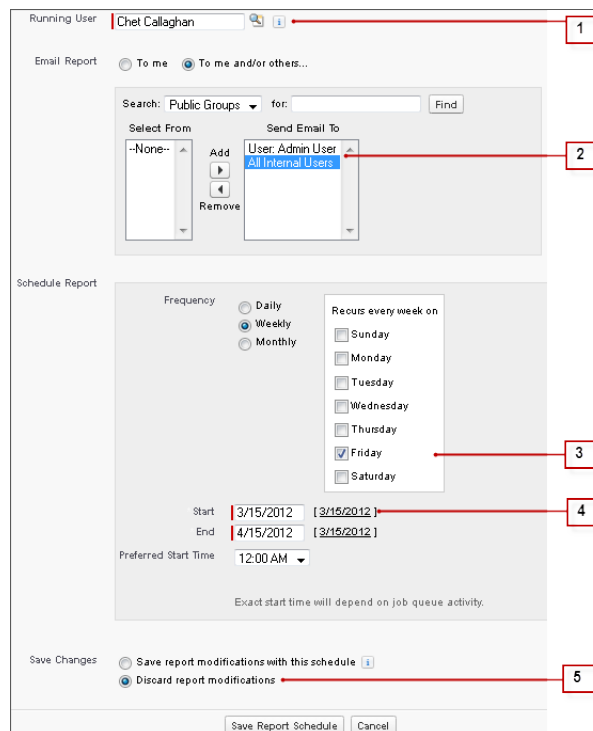 Running User Chet Callaghan 1
Email Report To me To me and/or others...
Search: Public Groups for: Find
Select From Send Email To
--None-- Add User: Admin User 2
All Internal Users
Remove
Schedule Report
Frequency Daily Recurs every week on
Weekly Sunday
Monthly Monday
Tuesday
Wednesday
Thursday
Friday 3
Saturday
Start 3/15/2012 [ 3/15/2012 ] 4
End 4/15/2012 [ 3/15/2012 ]
Preferred Start Time 12:00 AM
Exact start time will depend on job queue activity.
Save Changes Save report modifications with this schedule i
Discard report modifications 5
Save Report Schedule Cancel